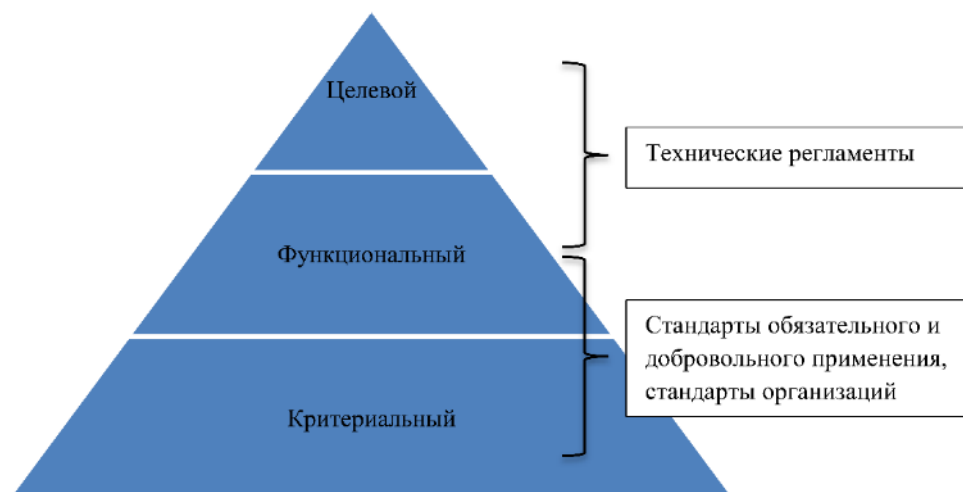 Целевой
Технические регламенты
Функциональный
Стандарты обязательного и
добровольного применения,
стандарты организаций
Критериальный